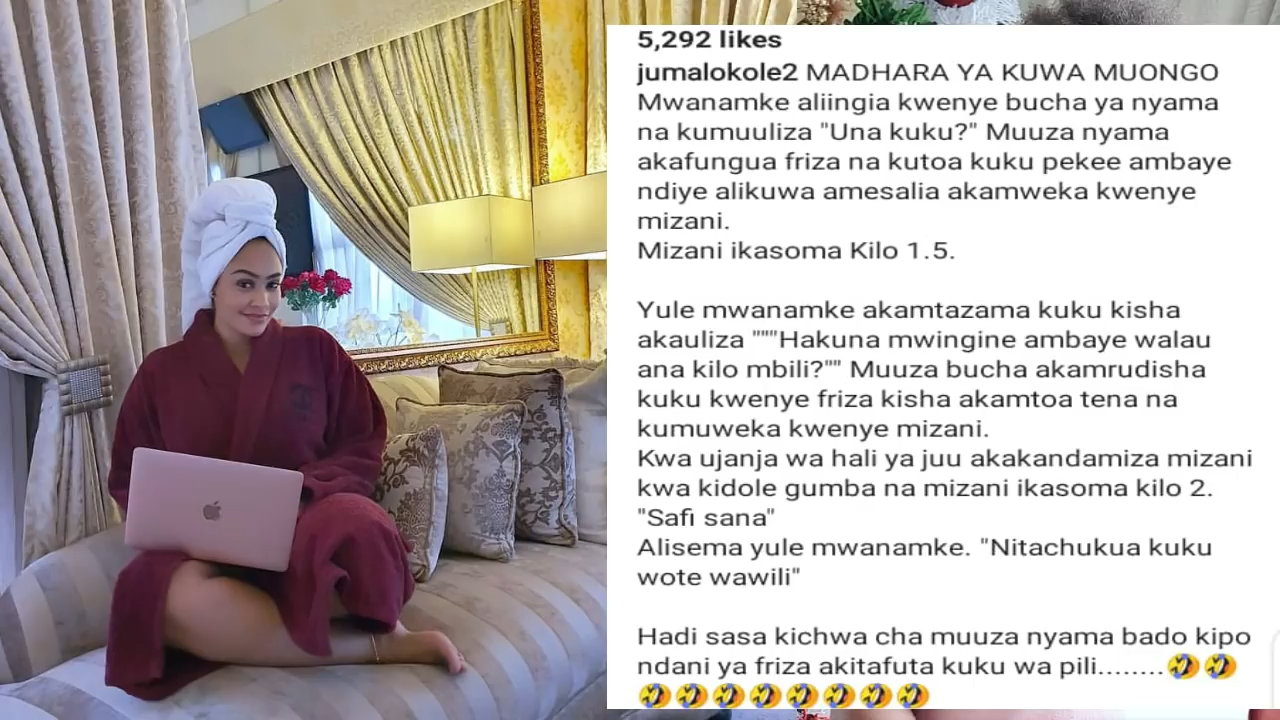 5,292 likes
jumalokole2 MADHARA YA KUWA MUONGO
Mwanamke aliingia kwenye bucha ya nyama
na kumuuliza "Una kuku?" Muuza nyama
akafungua friza na kutoa kuku pekee ambaye
ndiye alikuwa amesalia akamweka kwenye
mizani.
Mizani ikasoma Kilo 1.5.
Yule mwanamke akamtazama kuku kisha
akauliza """Hakuna mwingine ambaye walau
ana kilo mbili?"" Muuza bucha akamrudisha
kuku kwenye friza kisha akamtoa tena na
kumuweka kwenye mizani.
Kwa ujanja wa hali ya juu akakandamiza mizani
kwa kidole gumba na mizani ikasoma kilo 2.
"Safi sana"
Alisema yule mwanamke. "Nitachukua kuku
wote wawili"
Hadi sasa kichwa cha muuza nyama bado kipo
ndani ya friza akitafuta kuku wa pili........🤣🤣
🤣🤣🤣🤣🤣🤣🤣🤣